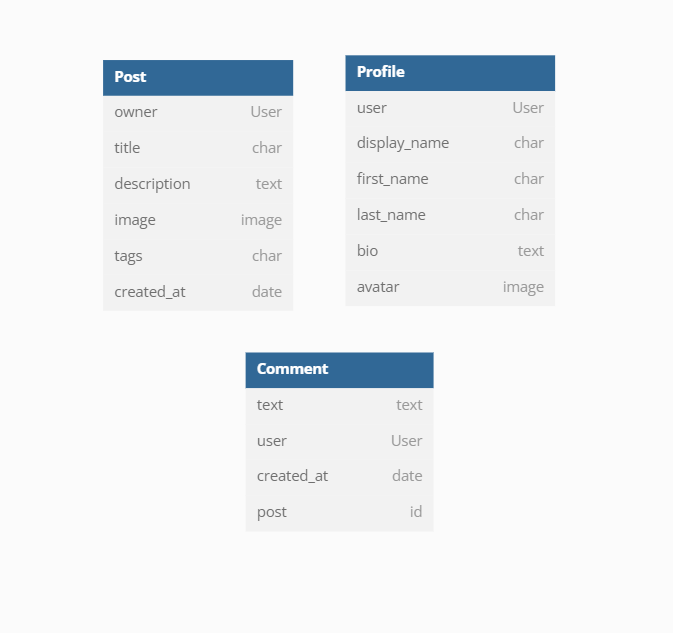 Post
owner User
title char
description text
image image
tags char
created_at date
Profile
user User
display_name char
first_name char
last_name char
bio text
avatar image
Comment
text text
user User
created_at date
post id